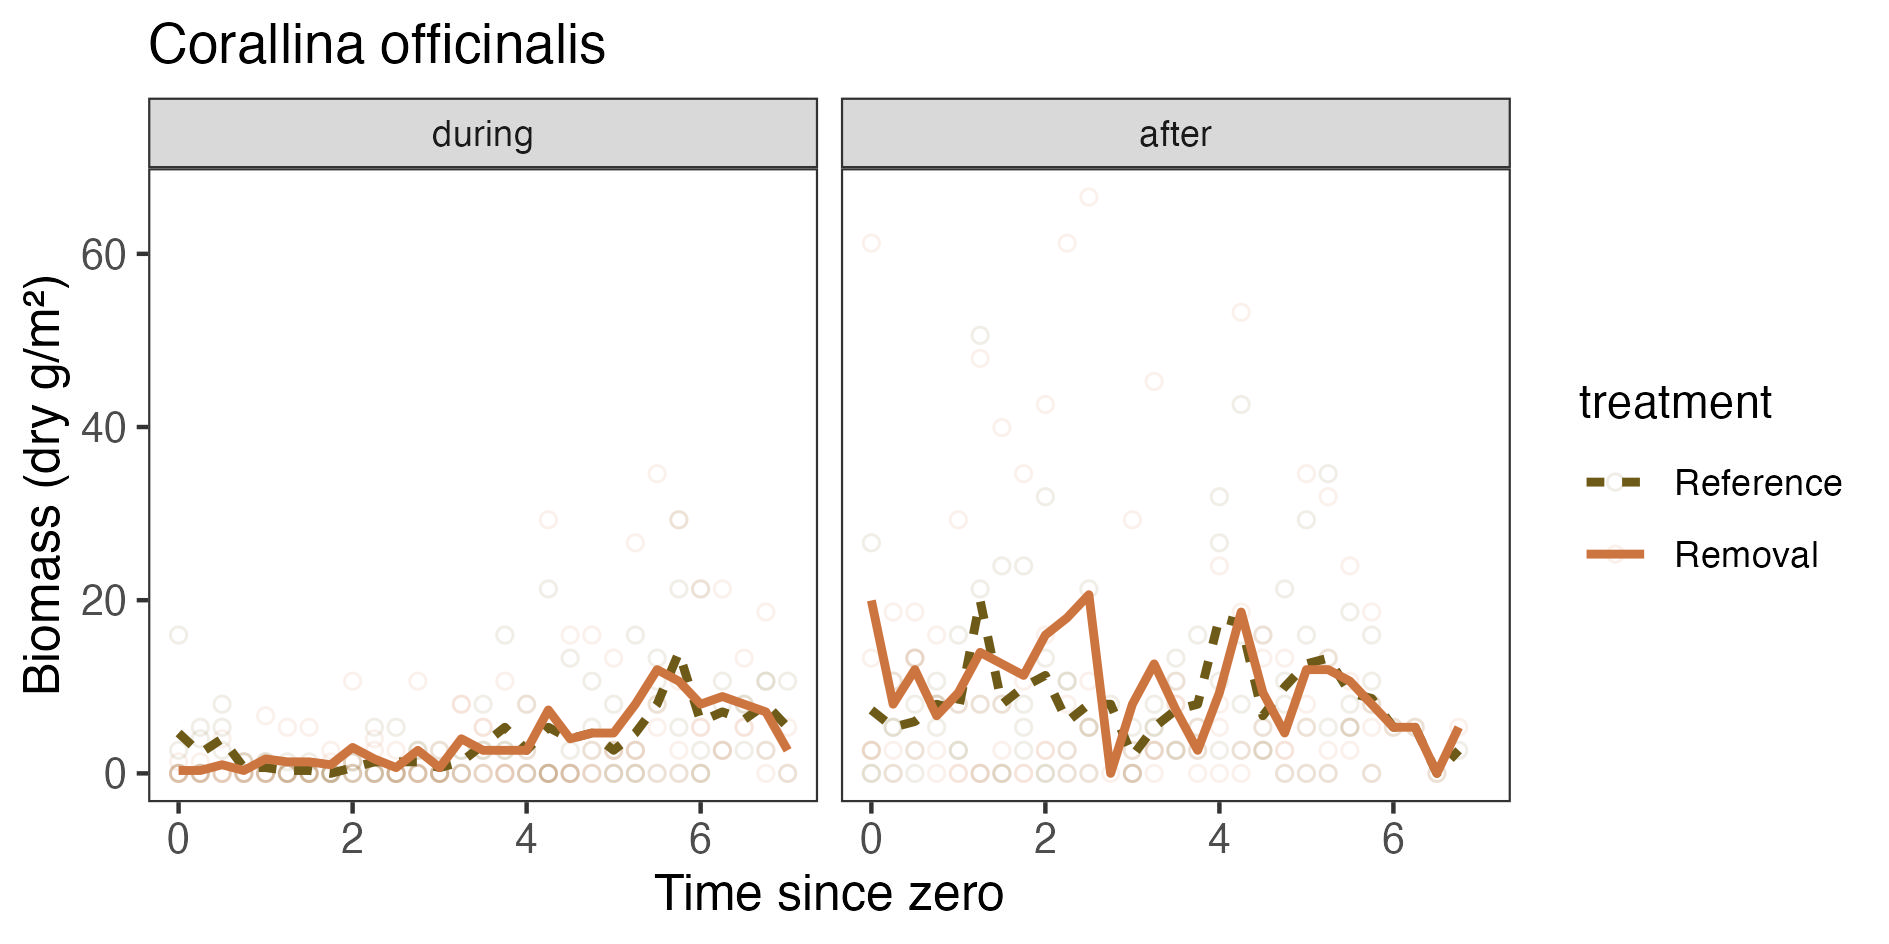 Corallina officinalis
during
after
Biomass (dry g/m²)
60
40
20
0
0 2 4 6
0 2 4 6
Time since zero
treatment
Reference
Removal